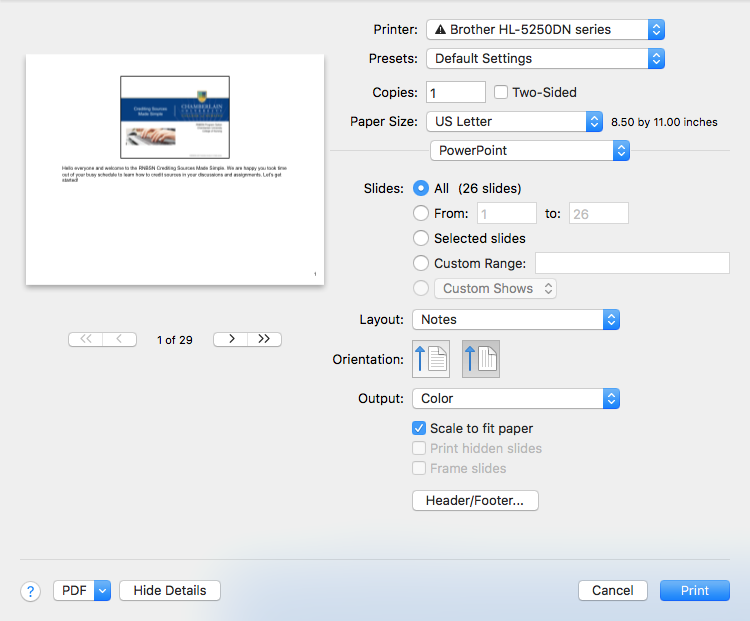 Printer: Brother HL-5250DN series
Presets: Default Settings
Copies: 1 Two-Sided
Paper Size: US Letter 8.50 by 11.00 inches
PowerPoint
Slides: All (26 slides)
From: 1 to: 26
Selected slides
Custom Range:
Custom Shows
Layout: Notes
Orientation:
Output: Color
Scale to fit paper
Print hidden slides
Frame slides
Header/Footer...
Crediting Sources
Made Simple
CHAMBERLAIN
UNIVERSITY
Hello everyone and welcome to the RNBSN Crediting Sources Made Simple. We are happy you took time
out of your busy schedule to learn how to credit sources in your discussions and assignments. Let's get
started!
1
<< < 1 of 29 > >>
? PDF Hide Details Cancel Print